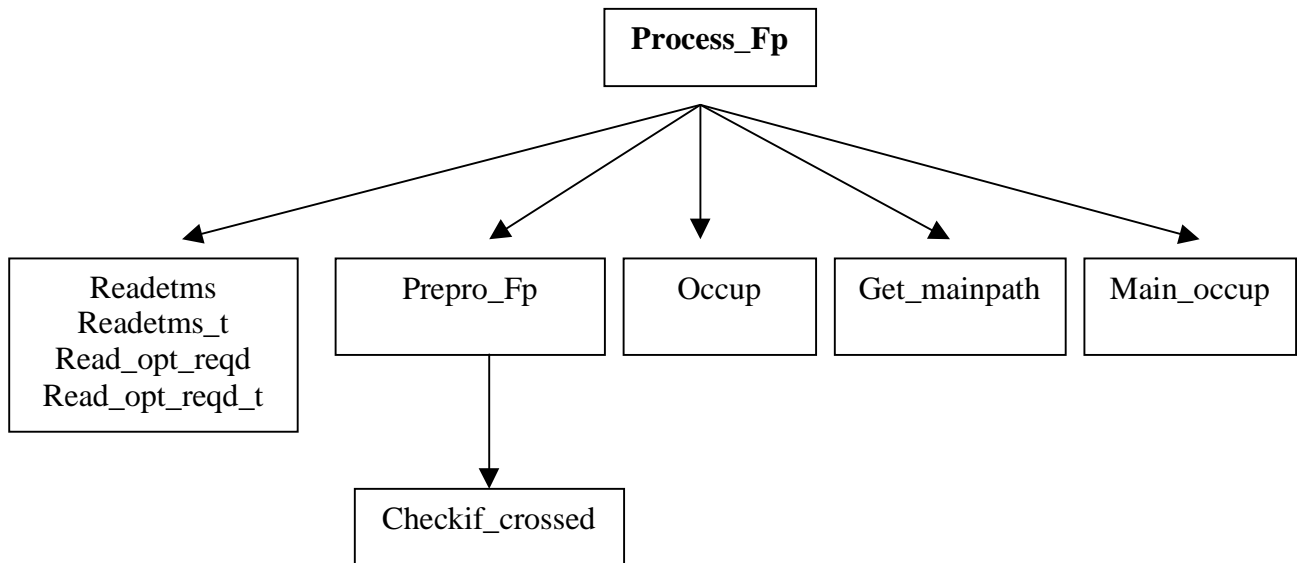 Process_Fp
Readetms
Readetms_t
Read_opt_reqd
Read_opt_reqd_t
Prepro_Fp
Occup
Get_mainpath
Main_occup
Checkif_crossed